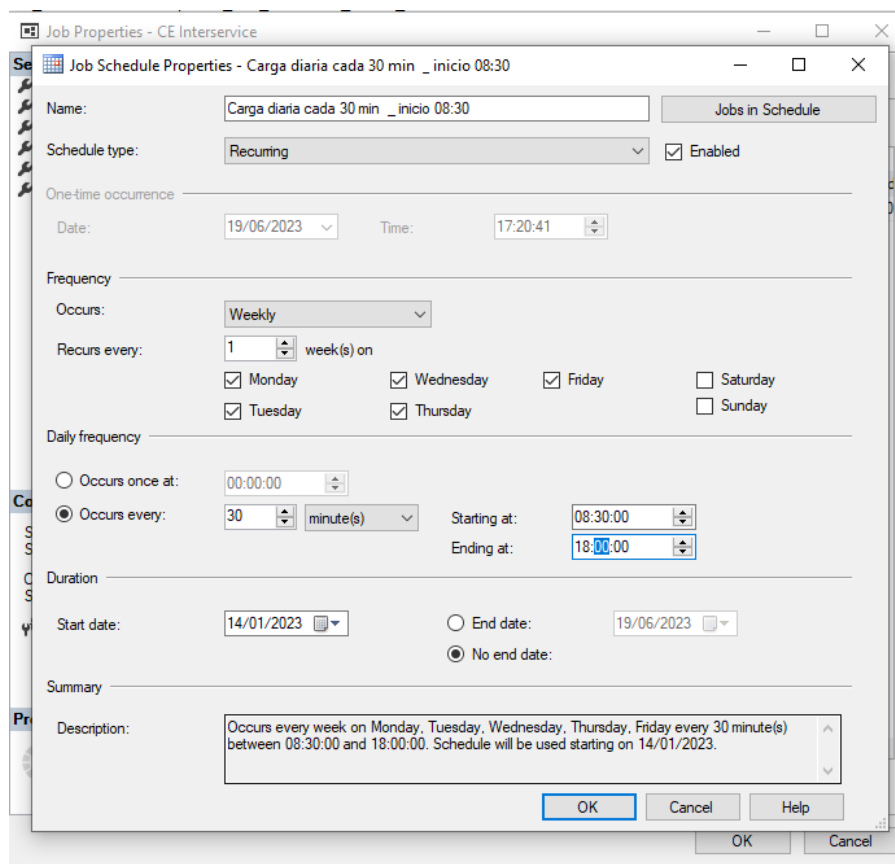 Job Properties - CE Interservice
Se
Job Schedule Properties - Carga diaria cada 30 min _ inicio 08:30
Name:
Carga diaria cada 30 min _ inicio 08:30
Jobs in Schedule
Schedule type:
Recurring
Enabled
One-time occurrence
Date:
19/06/2023
Time:
17:20:41
Frequency
Occurs:
Weekly
Recurs every:
1
week(s) on
Monday
Wednesday
Friday
Saturday
Tuesday
Thursday
Sunday
Daily frequency
Occurs once at:
00:00:00
Occurs every:
30
minute(s)
Starting at:
08:30:00
Ending at:
18:00:00
Co
S
S
C
S
Duration
Start date:
14/01/2023
End date:
19/06/2023
No end date:
Summary
Pr
Description:
Occurs every week on Monday, Tuesday, Wednesday, Thursday, Friday every 30 minute(s)
between 08:30:00 and 18:00:00. Schedule will be used starting on 14/01/2023.
OK
Cancel
Help
OK
Cancel